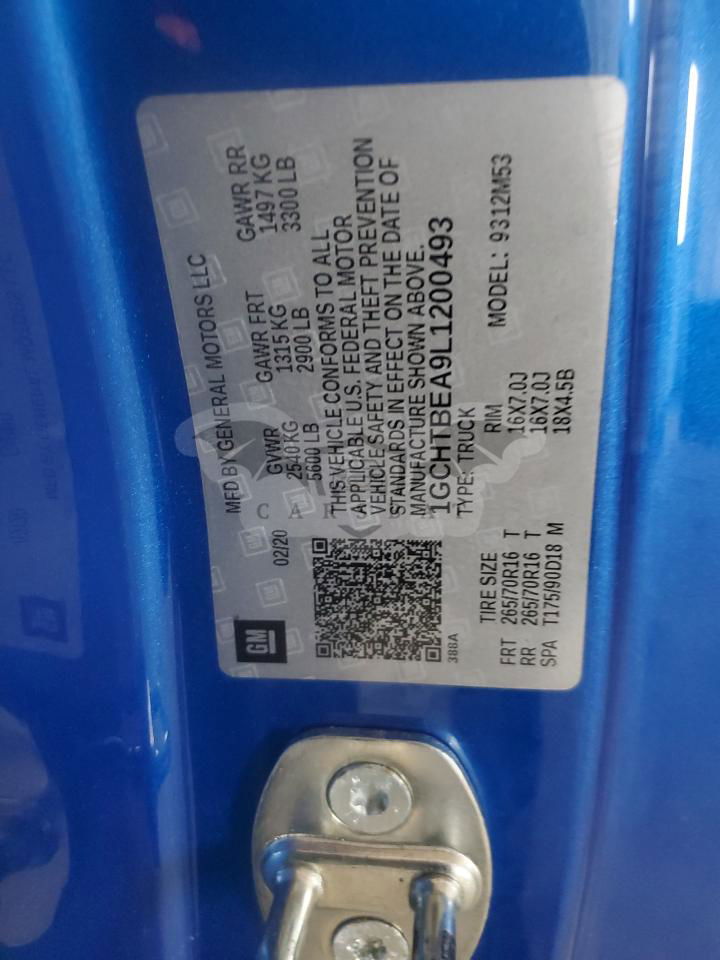 MFD BY GENERAL MOTORS LLC
GM
02/20
GVWR GAWR FRT GAWR RR
2540 KG 1315 KG 1497 KG
5600 LB 2900 LB 3300 LB
THIS VEHICLE CONFORMS TO ALL
APPLICABLE U.S. FEDERAL MOTOR
VEHICLE SAFETY AND THEFT PREVENTION
STANDARDS IN EFFECT ON THE DATE OF
MANUFACTURE SHOWN ABOVE.
1GCHTBEA9L1200493
388A
TYPE: TRUCK
MODEL: 9312M53
TIRE SIZE RIM
FRT 265/70R16 T 16X7.0J
RR 265/70R16 T 16X7.0J
SPA T175/90D18 M 18X4.5B